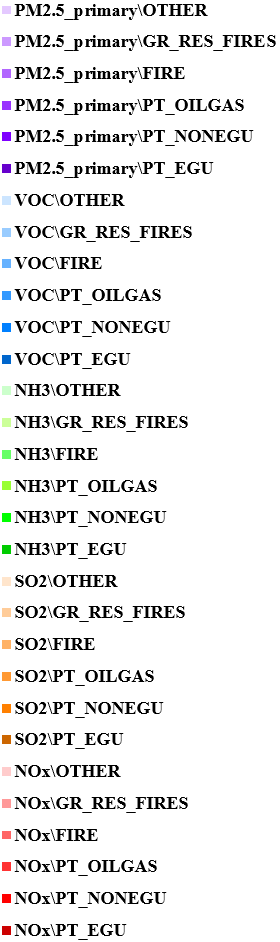 PM2.5_primary\OTHER
PM2.5_primary\GR_RES_FIRES
PM2.5_primary\FIRE
PM2.5_primary\PT_OILGAS
PM2.5_primary\PT_NONEGU
PM2.5_primary\PT_EGU
VOC\OTHER
VOC\GR_RES_FIRES
VOC\FIRE
VOC\PT_OILGAS
VOC\PT_NONEGU
VOC\PT_EGU
NH3\OTHER
NH3\GR_RES_FIRES
NH3\FIRE
NH3\PT_OILGAS
NH3\PT_NONEGU
NH3\PT_EGU
SO2\OTHER
SO2\GR_RES_FIRES
SO2\FIRE
SO2\PT_OILGAS
SO2\PT_NONEGU
SO2\PT_EGU
NOx\OTHER
NOx\GR_RES_FIRES
NOx\FIRE
NOx\PT_OILGAS
NOx\PT_NONEGU
NOx\PT_EGU